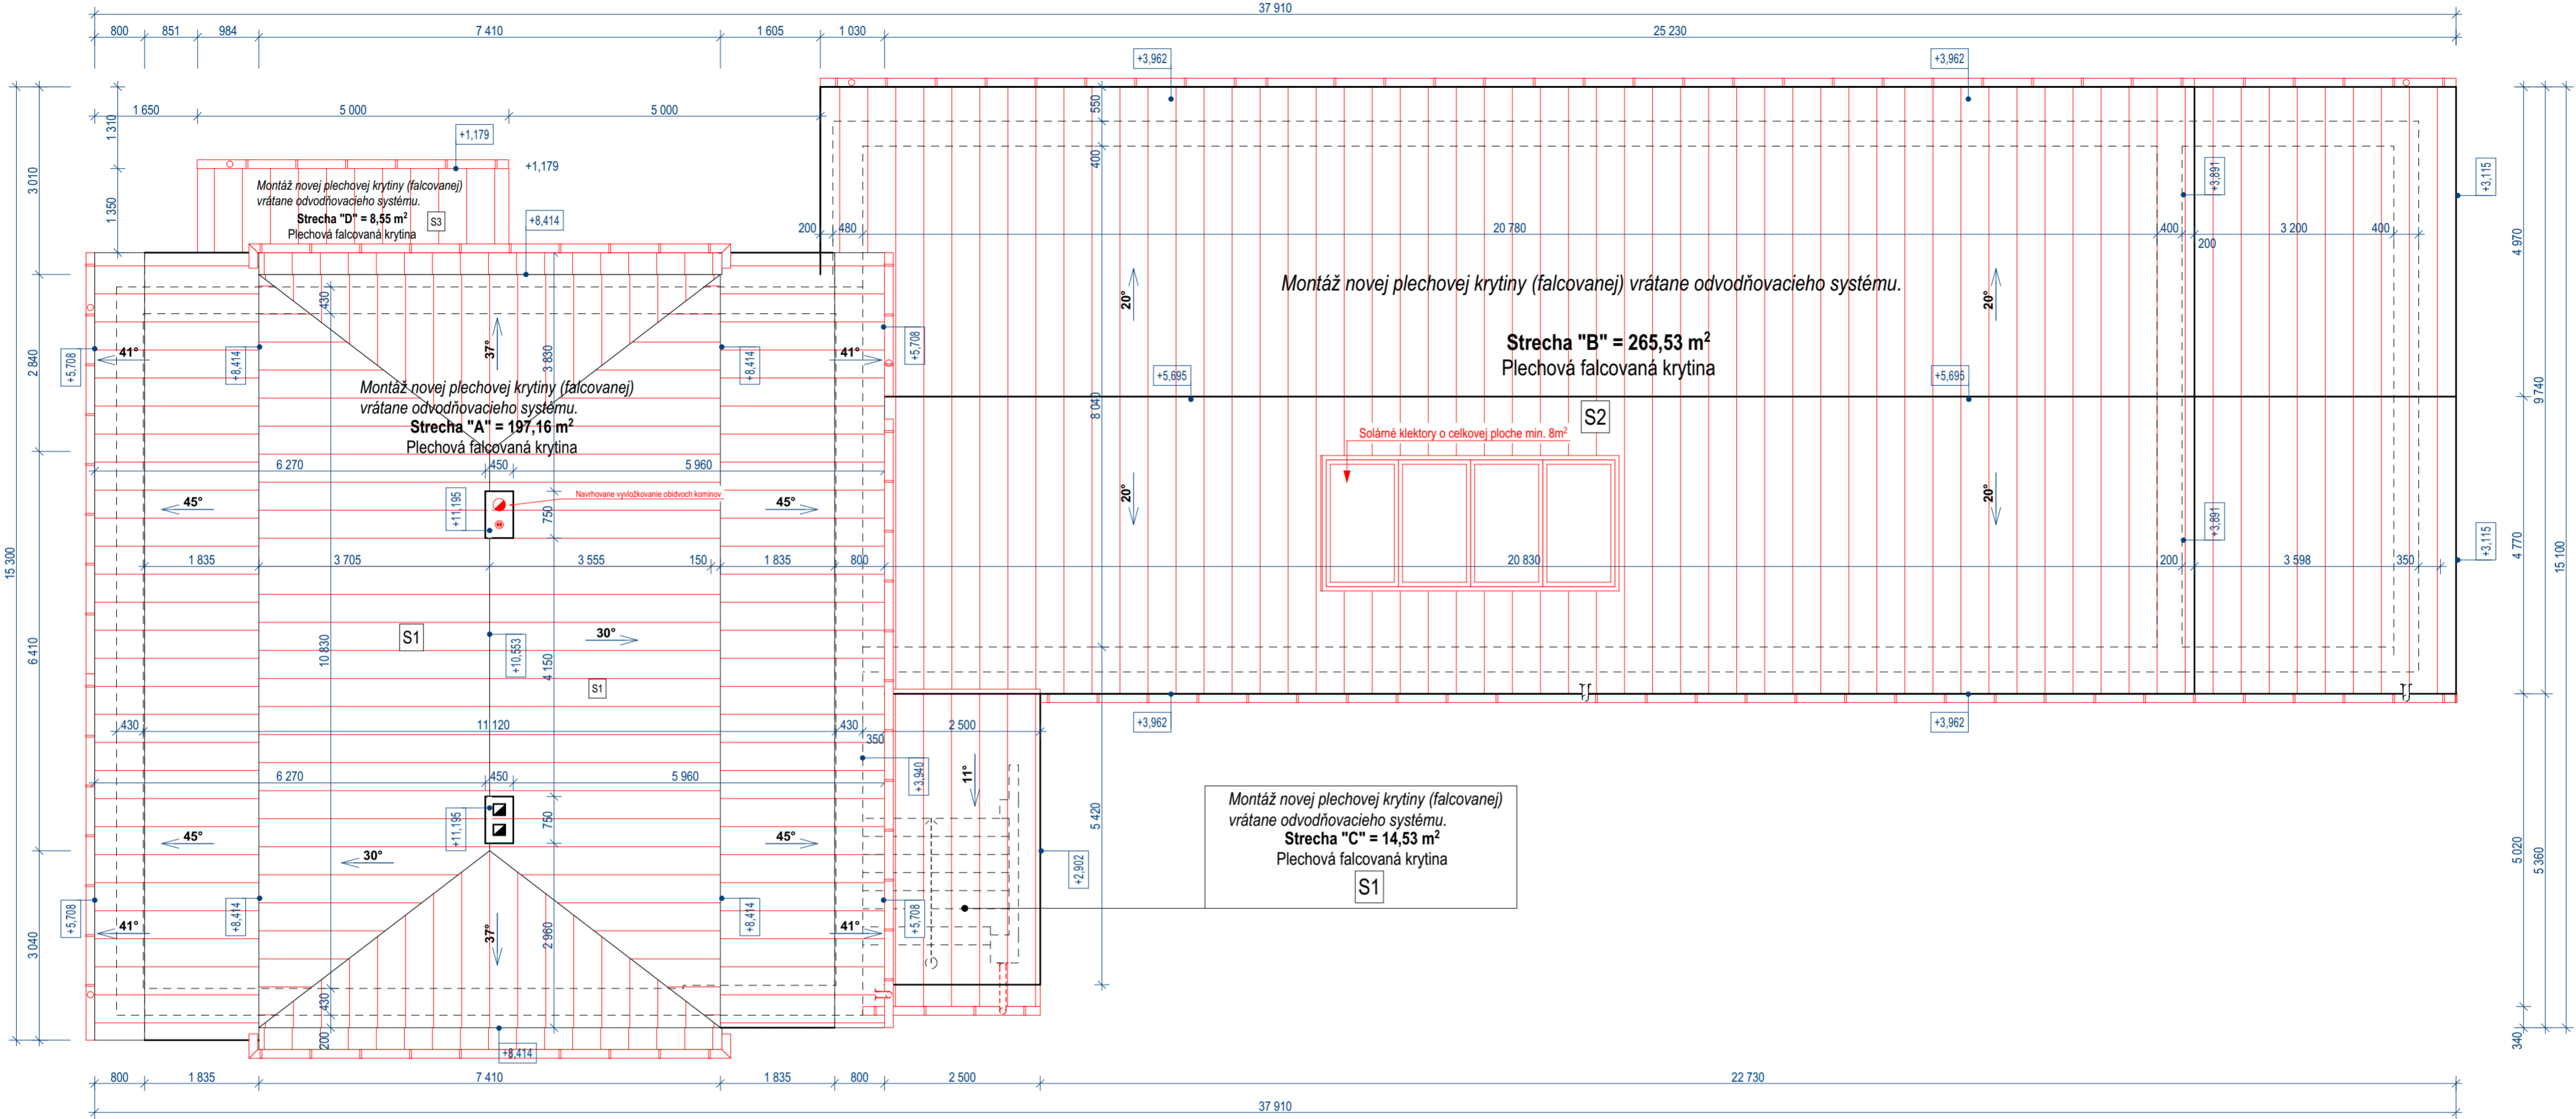 37 910
800 851 984 7 410 1 605 1 030 25 230
+3,962 +3,962
1 650 5 000 5 000
1 310
550
+1,179
+1,179
400
3 010
1 350
Montáž novej plechovej krytiny (falcovanej)
vrátane odvodňovacieho systému.
Strecha "D" = 8,55 m²
Plechová falcovaná krytina
S3
+8,414
200 480 20 780 400 3 200 400
200
+3,891
+3,115
4 970
430
37°
3 830
20°
20°
Montáž novej plechovej krytiny (falcovanej) vrátane odvodňovacieho systému.
Strecha "B" = 265,53 m²
Plechová falcovaná krytina
2 840
+5,708
41°
+8,414
+8,414
41°
+5,708
+5,695
+5,695
9 740
Montáž novej plechovej krytiny (falcovanej)
vrátane odvodňovacieho systému.
Strecha "A" = 197,16 m²
Plechová falcovaná krytina
8 040
S2
Solárné klektory o celkovej ploche min. 8m²
6 270 450 5 960
Navrhovane vyvložkovanie obidvoch komínov
45°
+11,195
750
45°
20°
20°
+3,891
+3,115
15 300
1 835 3 705 3 555 150 1 835 800 20 830 200 3 598 350
4 770
15 100
S1
30°
6 410
10 830
+10,553
4 150
S1
430 11 120 430 2 500
350
+3,962
+3,962
6 270 450 5 960
+3,940
11°
45°
+11,195
750
45°
5 420
30°
Montáž novej plechovej krytiny (falcovanej)
vrátane odvodňovacieho systému.
Strecha "C" = 14,53 m²
Plechová falcovaná krytina
S1
+2,902
5 020
5 360
+5,708
41°
+8,414
37°
2 960
+8,414
41°
+5,708
3 040
430
200
+8,414
340
800 1 835 7 410 1 835 800 2 500 22 730
37 910